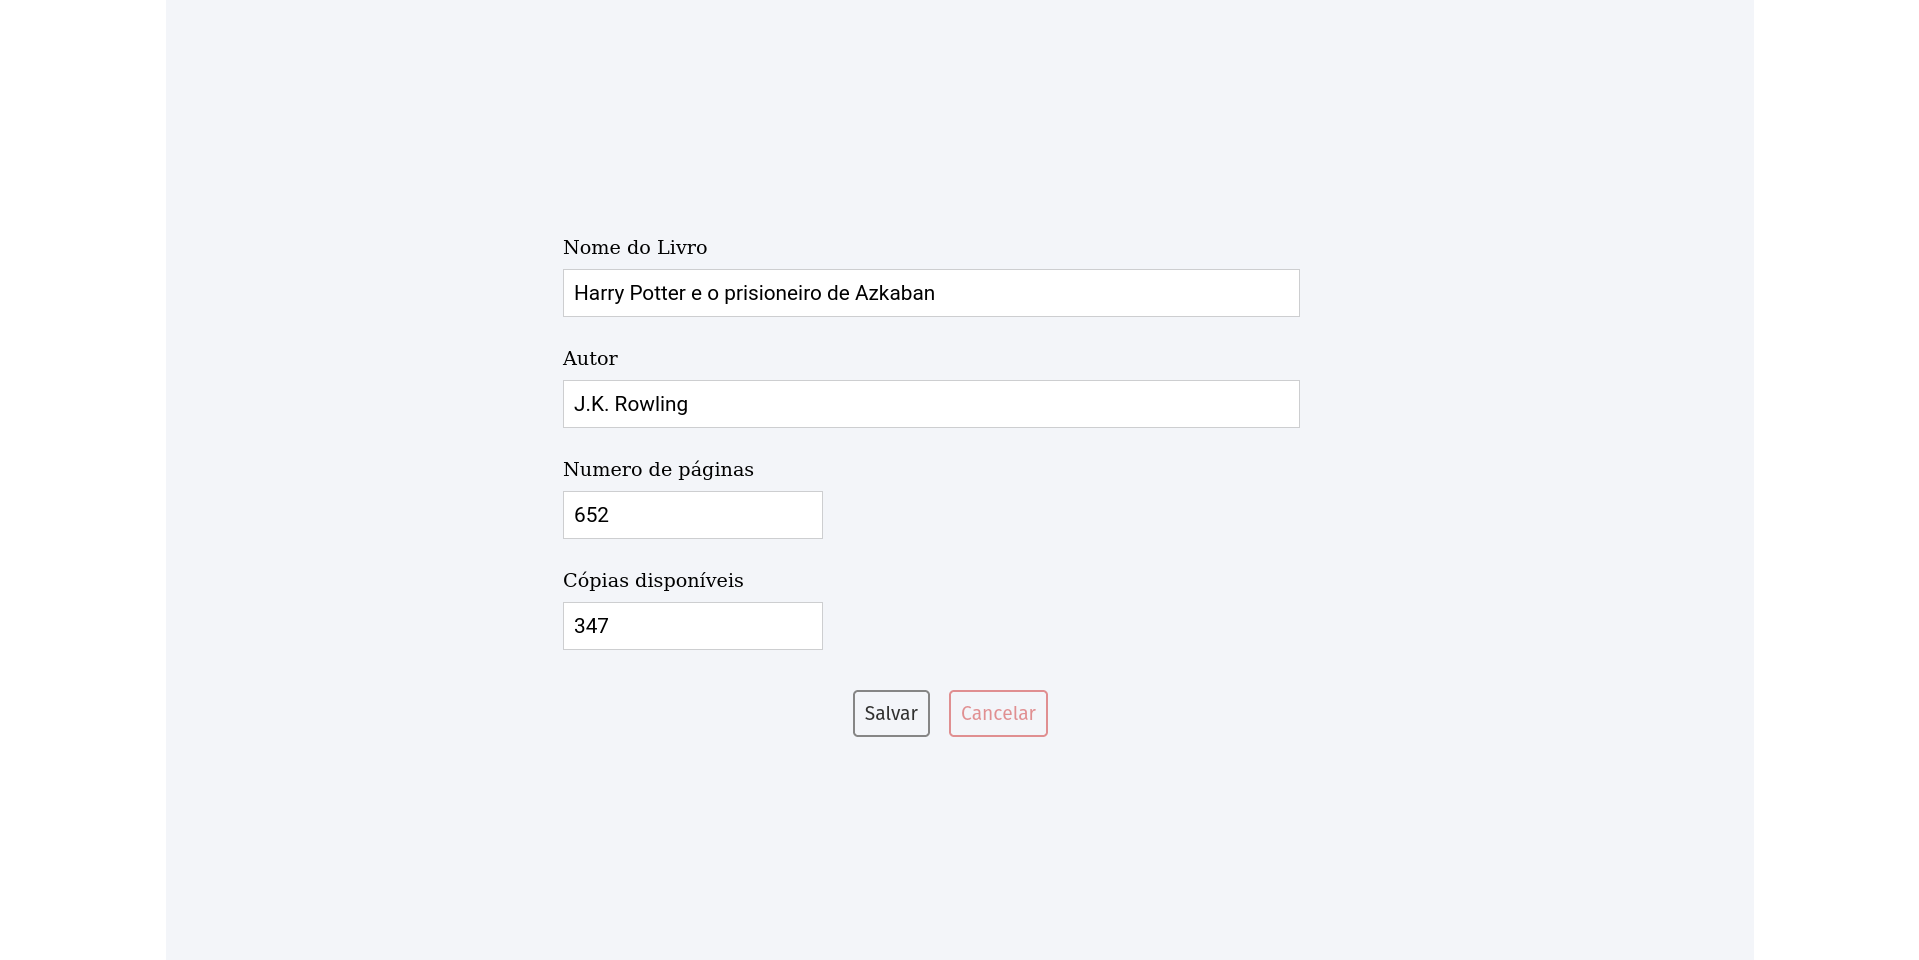 Nome do Livro
Harry Potter e o prisioneiro de Azkaban
Autor
J.K. Rowling
Numero de páginas
652
Cópias disponíveis
347
Salvar Cancelar